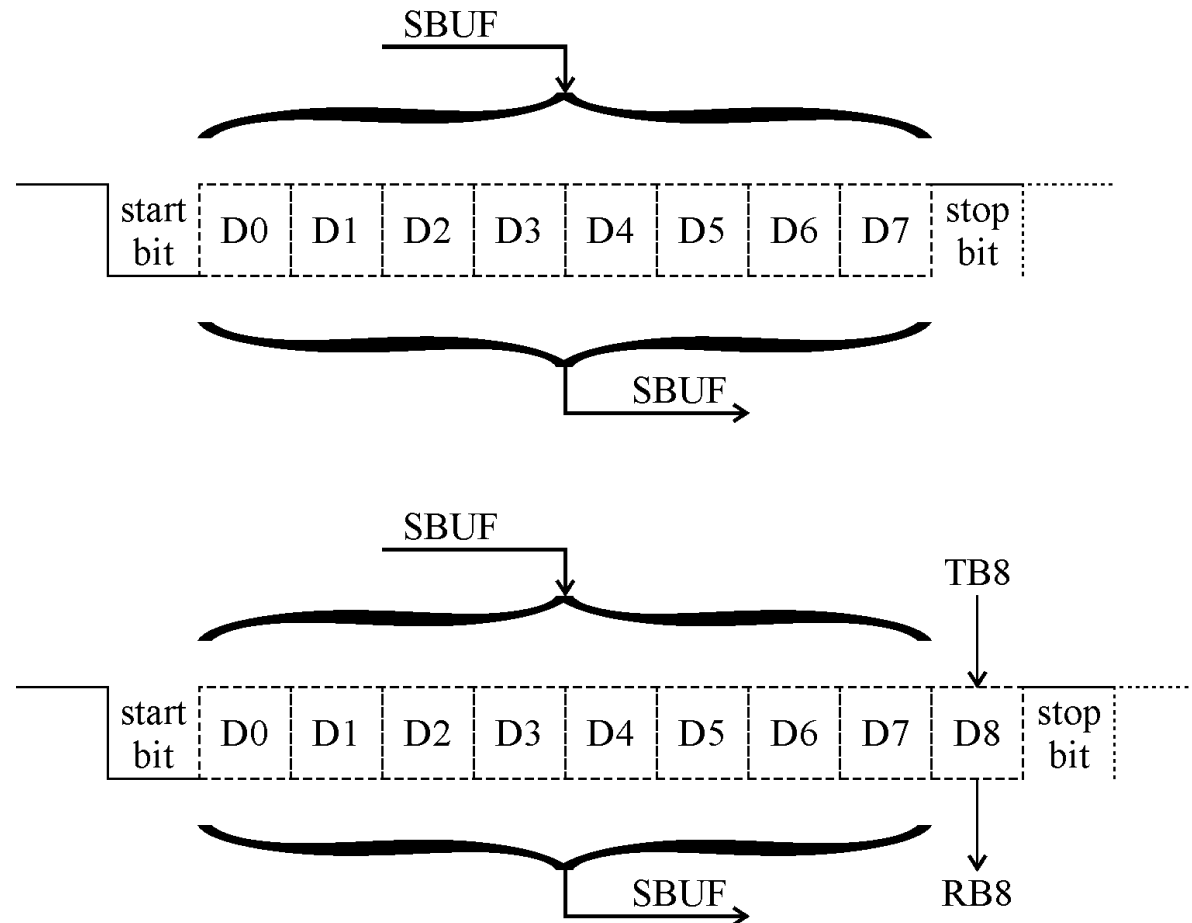 SBUF
start bit D0 D1 D2 D3 D4 D5 D6 D7 stop bit
SBUF
SBUF
TB8
start bit D0 D1 D2 D3 D4 D5 D6 D7 D8 stop bit
SBUF
RB8